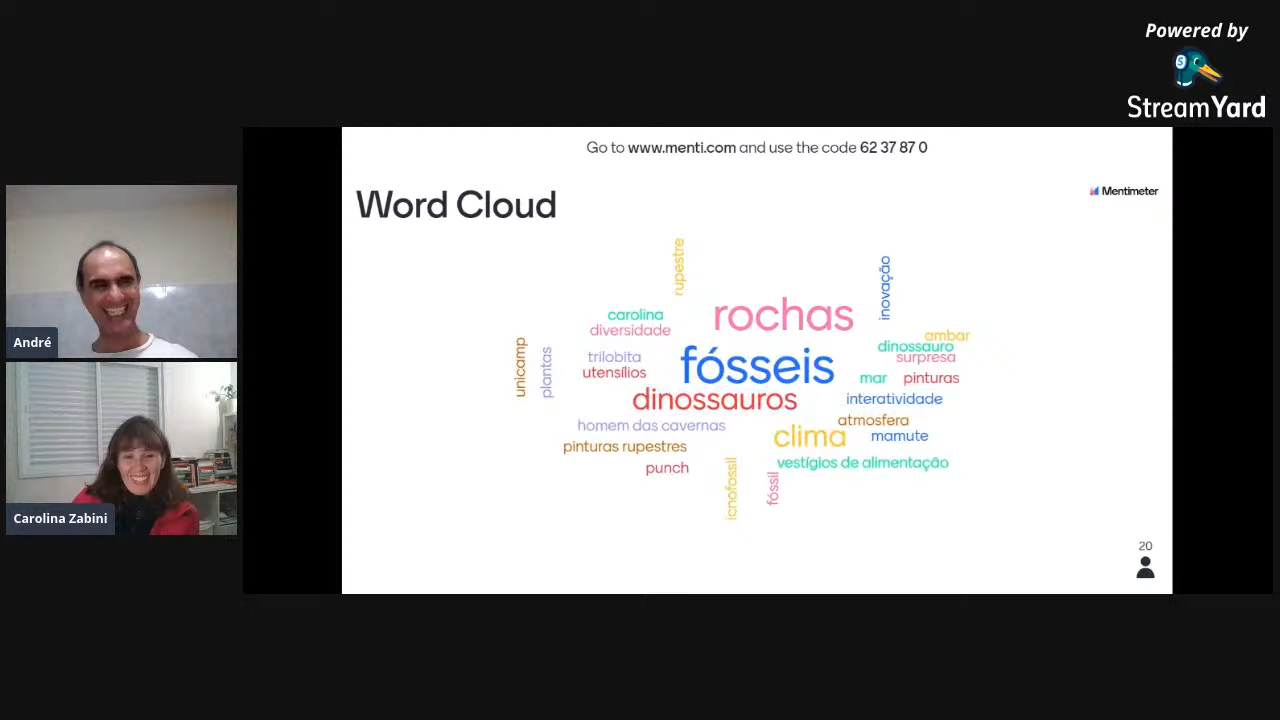 Powered by
StreamYard
Go to www.menti.com and use the code 62 37 87 0
Word Cloud
Mentimeter
rupestre
inovação
carolina
rochas
diversidade
ambar
dinossauro
unicamp
plantas
trilobita
fósseis
surpresa
utensílios
mar
pinturas
dinossauros
interatividade
homem das cavernas
atmosfera
clima
mamute
pinturas rupestres
vestígios de alimentação
punch
icnofossil
fóssil
20
André
Carolina Zabini